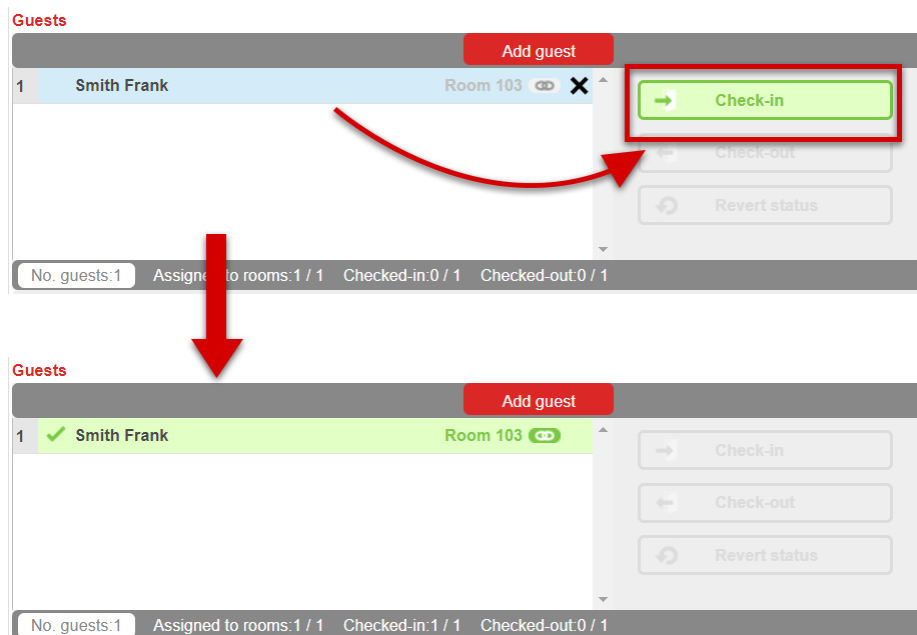 Guests
Add guest
1 Smith Frank Room 103
Check-in
Check-out
Revert status
No. guests:1 Assigned to rooms:1 / 1 Checked-in:0 / 1 Checked-out:0 / 1
Guests
Add guest
1 Smith Frank Room 103
Check-in
Check-out
Revert status
No. guests:1 Assigned to rooms:1 / 1 Checked-in:1 / 1 Checked-out:0 / 1